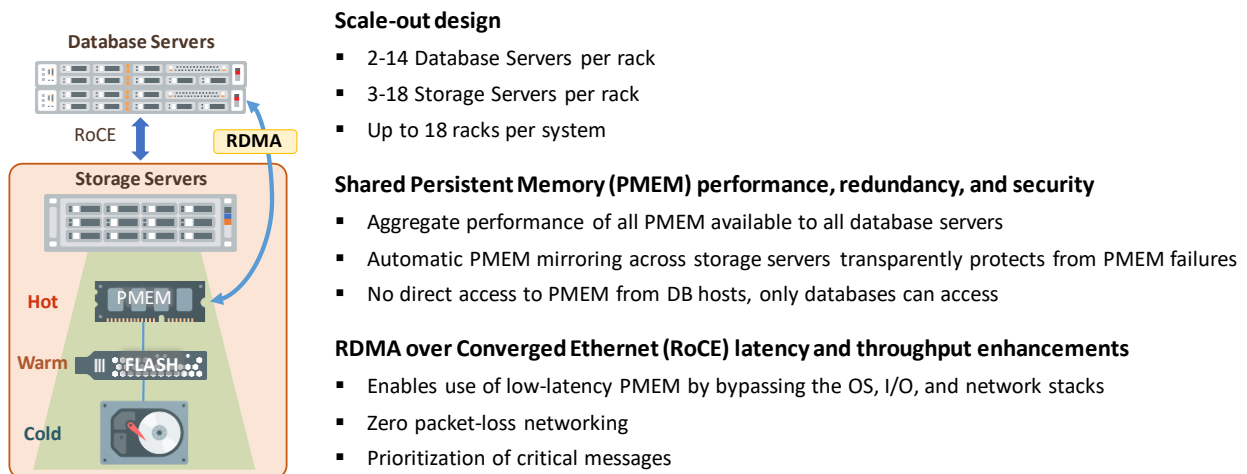 Database Servers
RoCE
RDMA
Storage Servers
Hot
PMEM
Warm
FLASH
Cold
Scale-out design
▪ 2-14 Database Servers per rack
▪ 3-18 Storage Servers per rack
▪ Up to 18 racks per system
Shared Persistent Memory (PMEM) performance, redundancy, and security
▪ Aggregate performance of all PMEM available to all database servers
▪ Automatic PMEM mirroring across storage servers transparently protects from PMEM failures
▪ No direct access to PMEM from DB hosts, only databases can access
RDMA over Converged Ethernet (RoCE) latency and throughput enhancements
▪ Enables use of low-latency PMEM by bypassing the OS, I/O, and network stacks
▪ Zero packet-loss networking
▪ Prioritization of critical messages